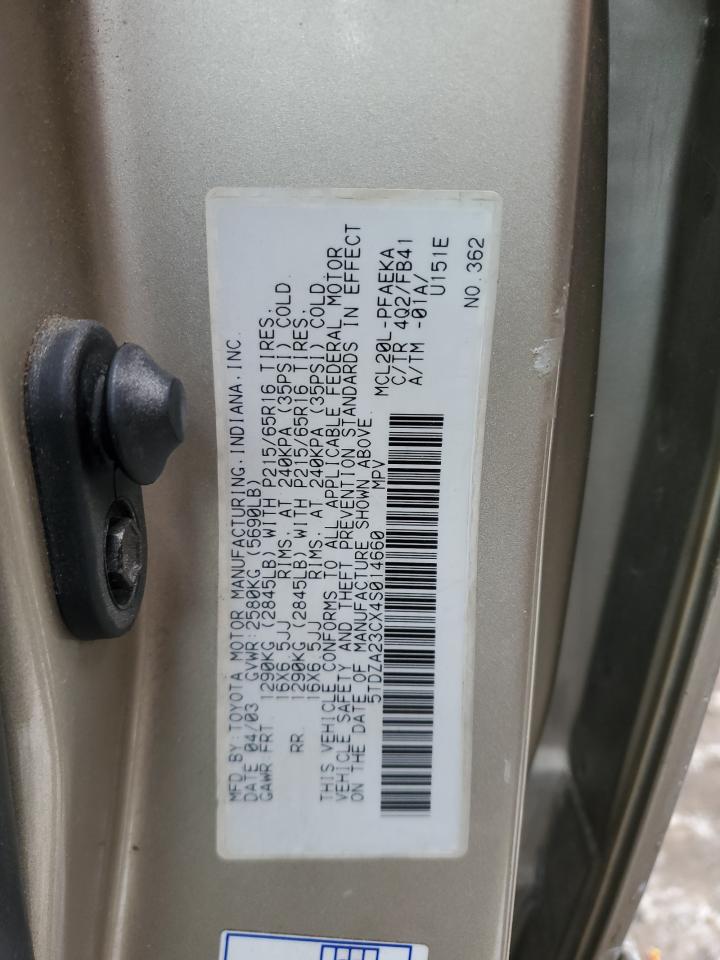 MFD.BY:TOYOTA MOTOR MANUFACTURING,INDIANA,INC.
DATE 04/03 GVWR:2580KG (5690LB)
GAWR FRT. 1290KG (2845LB) WITH P215/65R16 TIRES,
16X6.5JJ RIMS, AT 240KPA (35PSI) COLD.
RR. 1290KG (2845LB) WITH P215/65R16 TIRES,
16X6.5JJ RIMS, AT 240KPA (35PSI) COLD.
THIS VEHICLE CONFORMS TO ALL APPLICABLE FEDERAL MOTOR
VEHICLE SAFETY AND THEFT PREVENTION STANDARDS IN EFFECT
ON THE DATE OF MANUFACTURE SHOWN ABOVE.
5TDZA23CX4S014660 MPV
MCL20L-PFAEKA
C/TR 4Q2/FB41
A/TM -01A/
U151E
NO.362